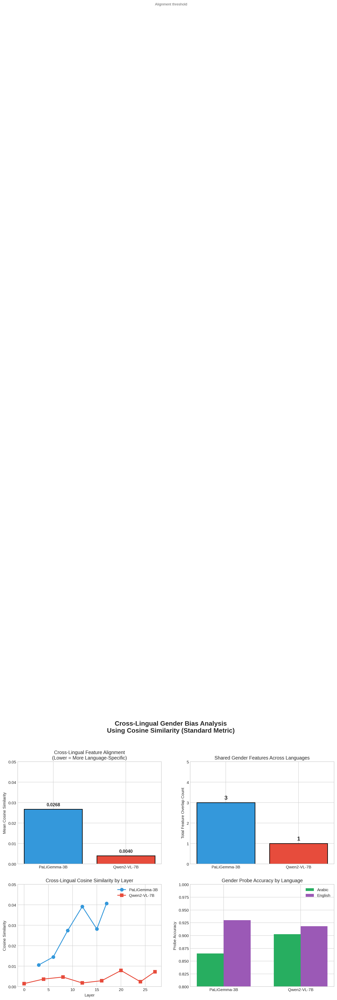 Alignment threshold
Cross-Lingual Gender Bias Analysis
Using Cosine Similarity (Standard Metric)
Cross-Lingual Feature Alignment
(Lower = More Language-Specific)
Mean Cosine Similarity
0.05
0.04
0.03
0.02
0.01
0.00
0.0268
0.0040
PaLiGemma-3B
Qwen2-VL-7B
Shared Gender Features Across Languages
Total Feature Overlap Count
5
4
3
2
1
0
3
1
PaLiGemma-3B
Qwen2-VL-7B
Cross-Lingual Cosine Similarity by Layer
Cosine Similarity
0.05
0.04
0.03
0.02
0.01
0.00
PaLiGemma-3B
Qwen2-VL-7B
0
5
10
15
20
25
Layer
Gender Probe Accuracy by Language
Probe Accuracy
1.000
0.975
0.950
0.925
0.900
0.875
0.850
0.825
0.800
Arabic
English
PaLiGemma-3B
Qwen2-VL-7B